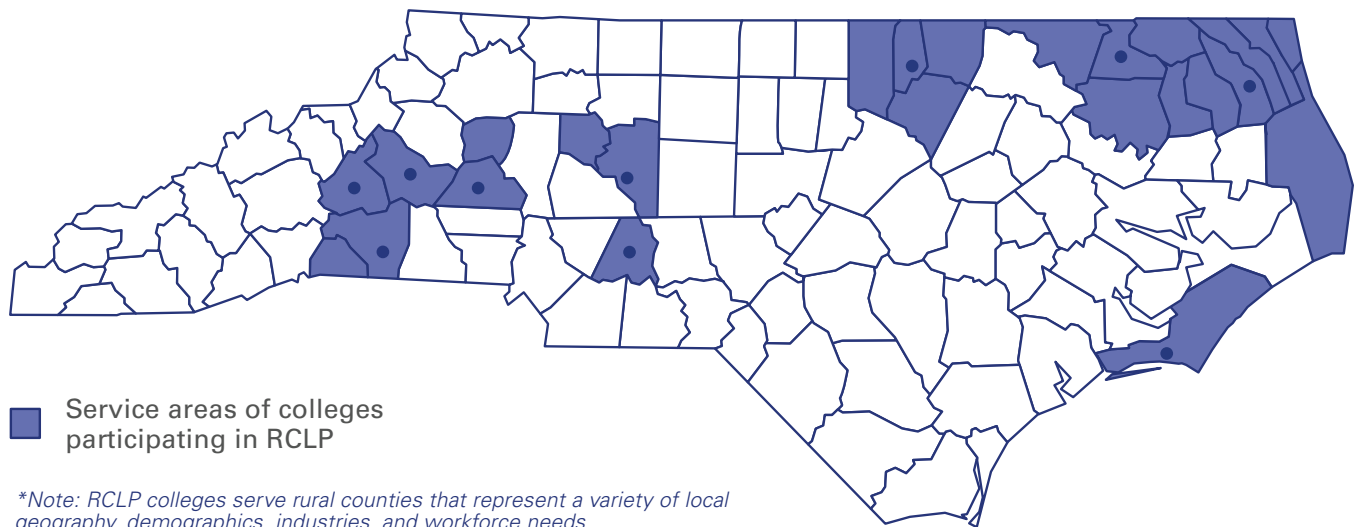 Service areas of colleges
participating in RCLP
*Note: RCLP colleges serve rural counties that represent a variety of local
geography, demographics, industries, and workforce needs